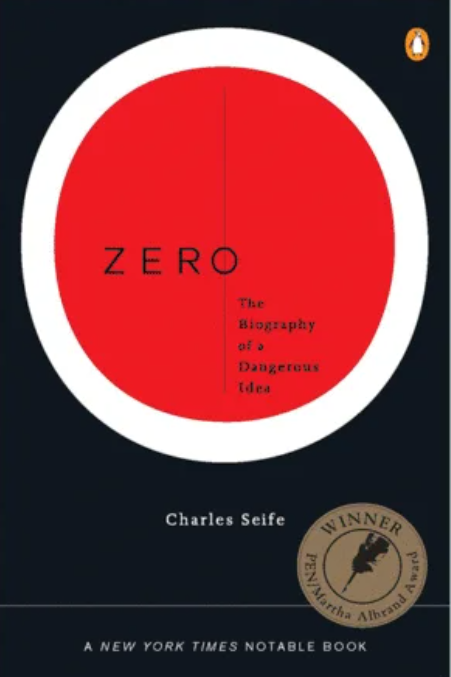 ZERO
The
Biography
of a
Dangerous
Idea
Charles Seife
WINNER
PEN/Martha Albrand Award
A NEW YORK TIMES NOTABLE BOOK